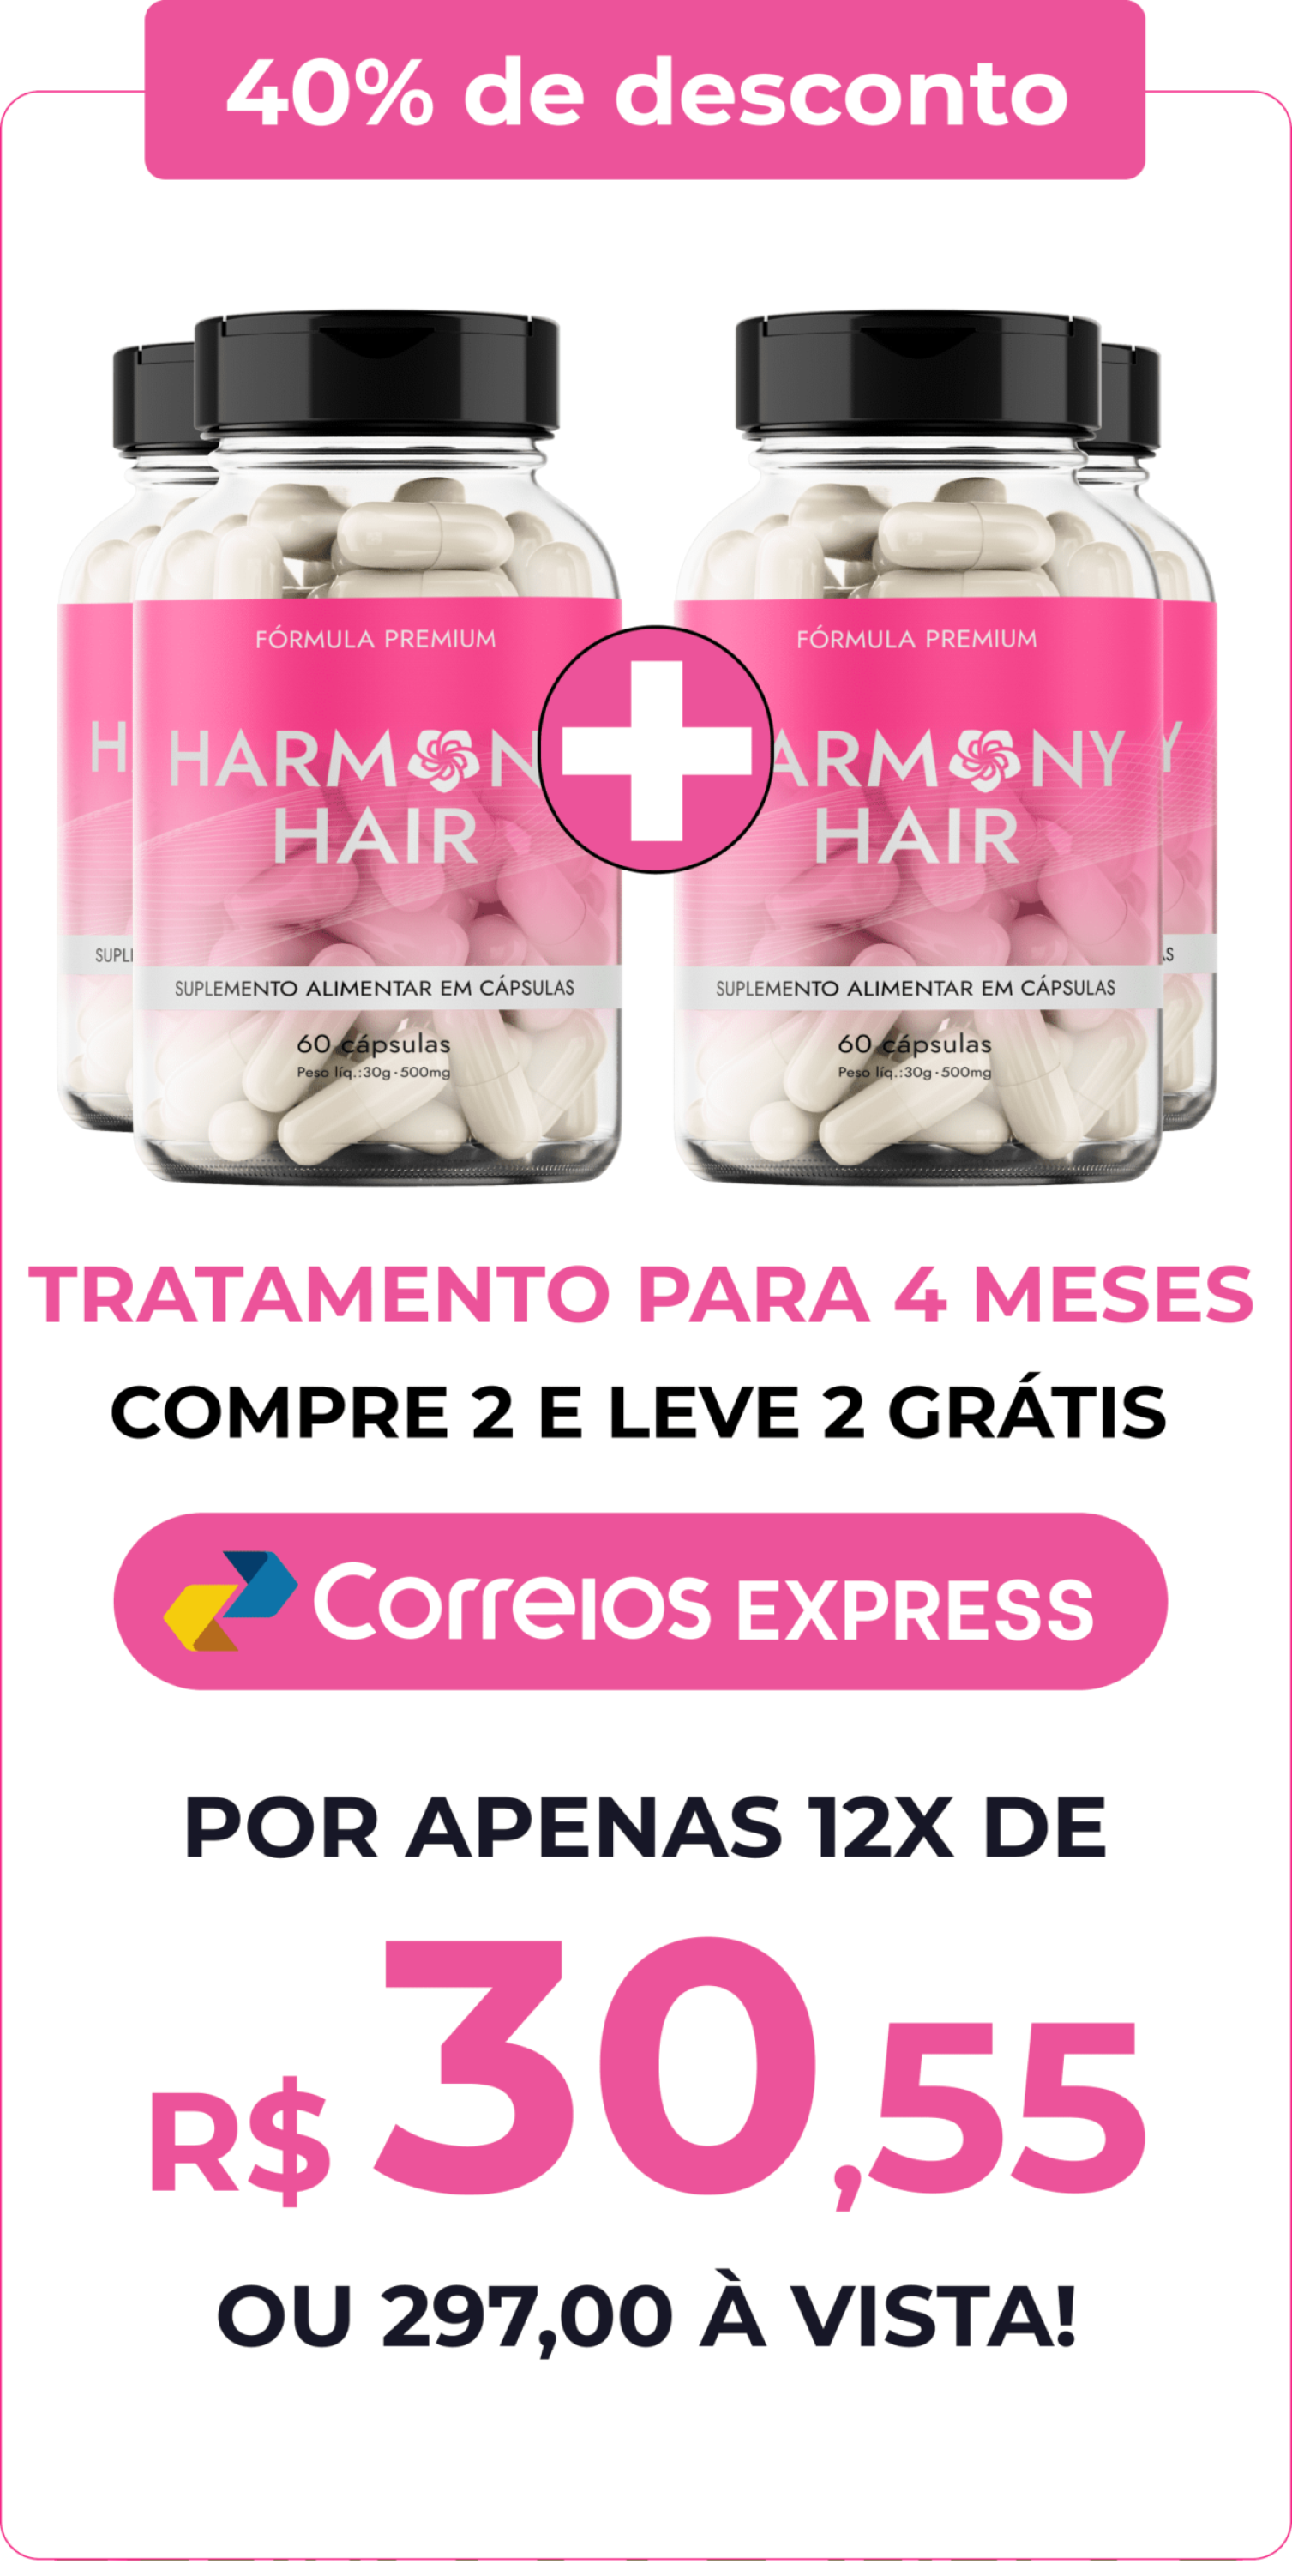 40% de desconto
FÓRMULA PREMIUM
HARMONY
HAIR
SUPLEMENTO ALIMENTAR EM CÁPSULAS
60 cápsulas
Peso líq.:30g - 500mg
FÓRMULA PREMIUM
HARMONY
HAIR
SUPLEMENTO ALIMENTAR EM CÁPSULAS
60 cápsulas
Peso líq.:30g - 500mg
TRATAMENTO PARA 4 MESES
COMPRE 2 E LEVE 2 GRÁTIS
Correios EXPRESS
POR APENAS 12X DE
R$ 30,55
OU 297,00 À VISTA!